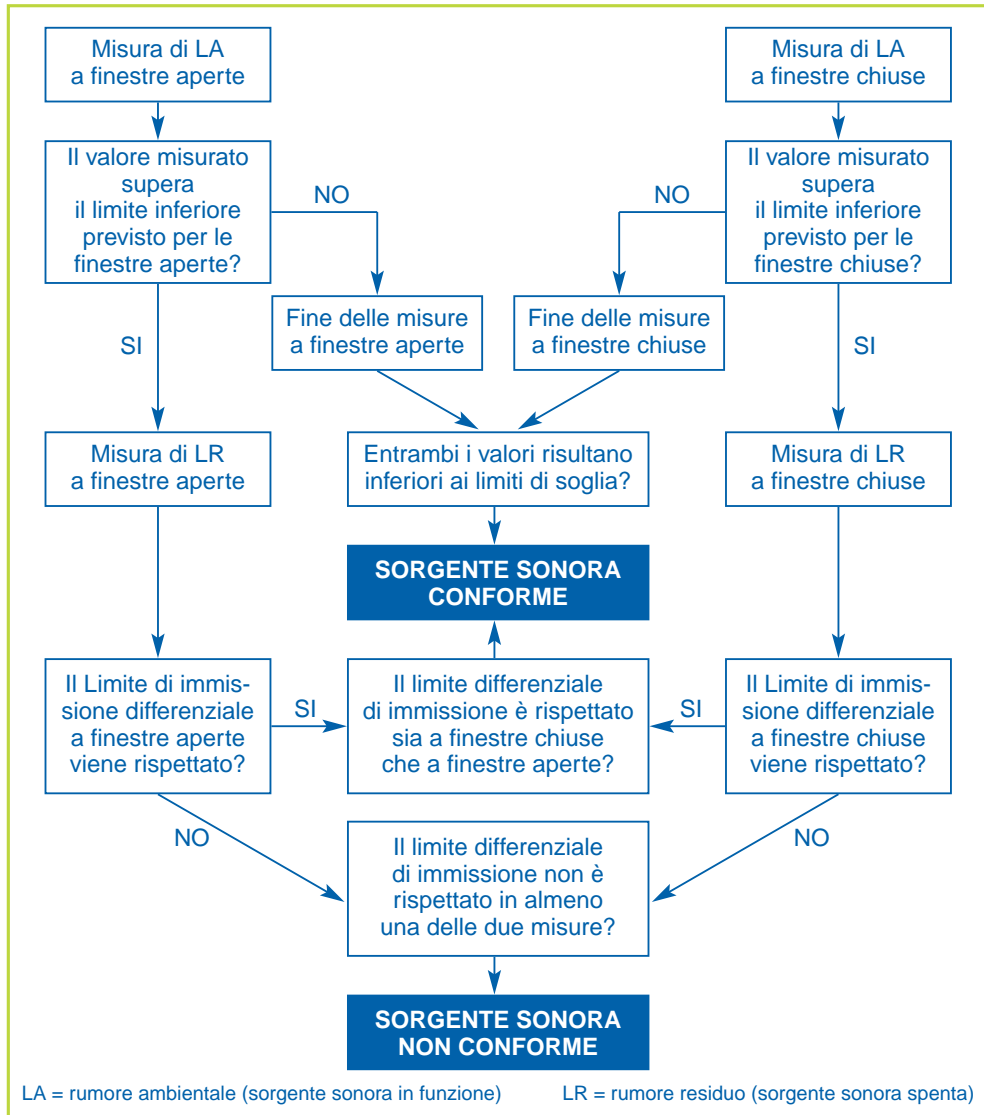 Misura di LA
a finestre aperte
Misura di LA
a finestre chiuse
Il valore misurato
supera
il limite inferiore
previsto per le
finestre aperte?
NO
NO
Il valore misurato
supera
il limite inferiore
previsto per le
finestre chiuse?
SI
Fine delle misure
a finestre aperte
Fine delle misure
a finestre chiuse
SI
Misura di LR
a finestre aperte
Entrambi i valori risultano
inferiori ai limiti di soglia?
Misura di LR
a finestre chiuse
SORGENTE SONORA
CONFORME
Il Limite di immis-
sione differenziale
a finestre aperte
viene rispettato?
SI
Il limite differenziale
di immissione è rispettato
sia a finestre chiuse
che a finestre aperte?
SI
Il Limite di immis-
sione differenziale
a finestre chiuse
viene rispettato?
NO
Il limite differenziale
di immissione non è
rispettato in almeno
una delle due misure?
NO
SORGENTE SONORA
NON CONFORME
LA = rumore ambientale (sorgente sonora in funzione)
LR = rumore residuo (sorgente sonora spenta)